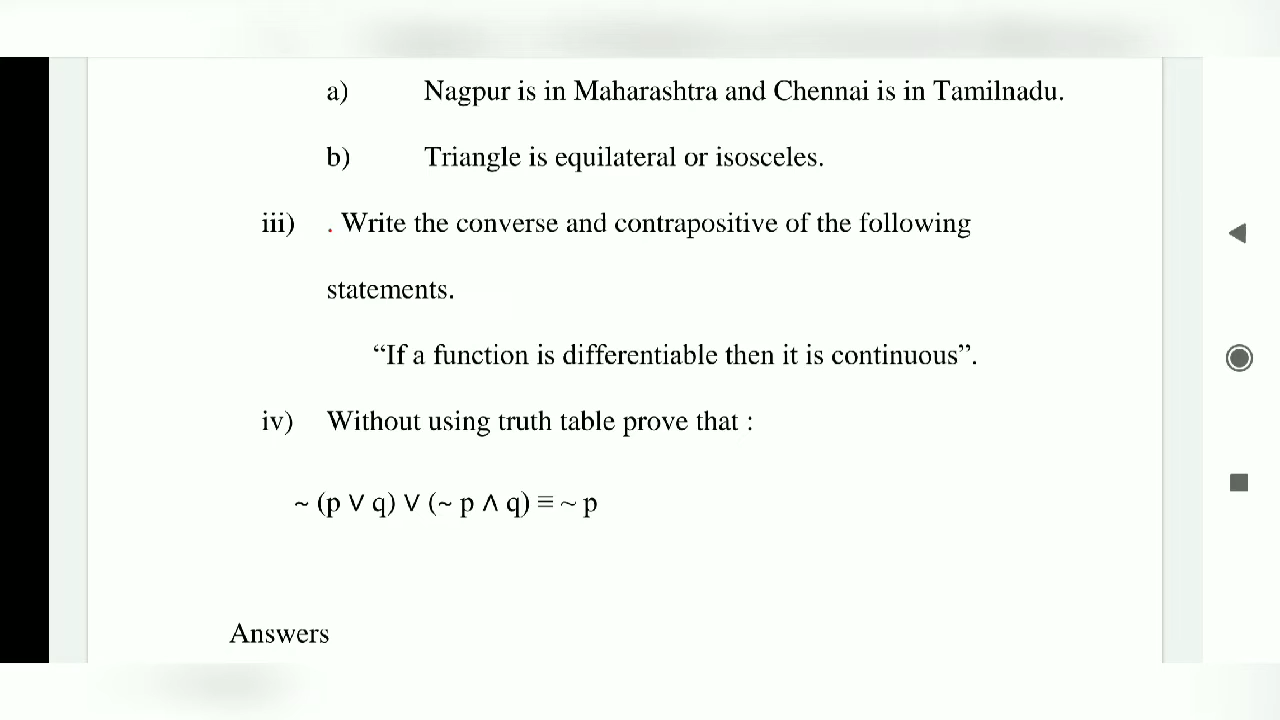 a) Nagpur is in Maharashtra and Chennai is in Tamilnadu.
b) Triangle is equilateral or isosceles.
iii) . Write the converse and contrapositive of the following
statements.
“If a function is differentiable then it is continuous”.
iv) Without using truth table prove that :
~ (p ∨ q) ∨ (~ p ∧ q) ≡ ~ p
Answers